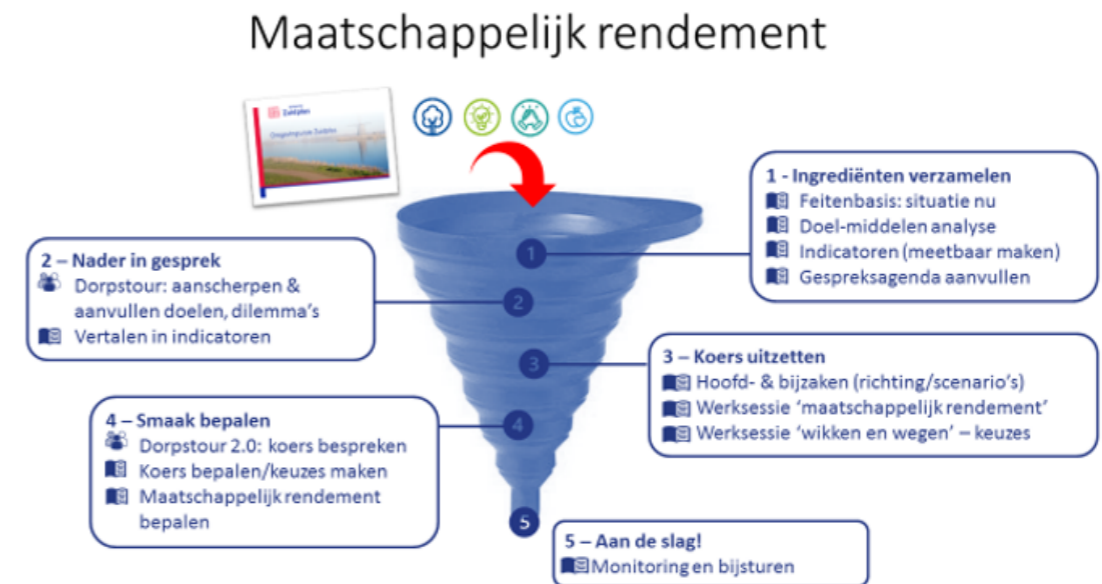 Maatschappelijk rendement
Zuidplas
1 - Ingrediënten verzamelen
Feitenbasis: situatie nu
Doel-middelen analyse
Indicatoren (meetbaar maken)
Gespreksagenda aanvullen
1
2 – Nader in gesprek
Dorpstour: aanscherpen &
aanvullen doelen, dilemma's
Vertalen in indicatoren
2
3
3 – Koers uitzetten
Hoofd- & bijzaken (richting/scenario's)
Werksessie 'maatschappelijk rendement'
Werksessie 'wikken en wegen' – keuzes
4 – Smaak bepalen
Dorpstour 2.0: koers bespreken
Koers bepalen/keuzes maken
Maatschappelijk rendement
bepalen
4
5
5 – Aan de slag!
Monitoring en bijsturen